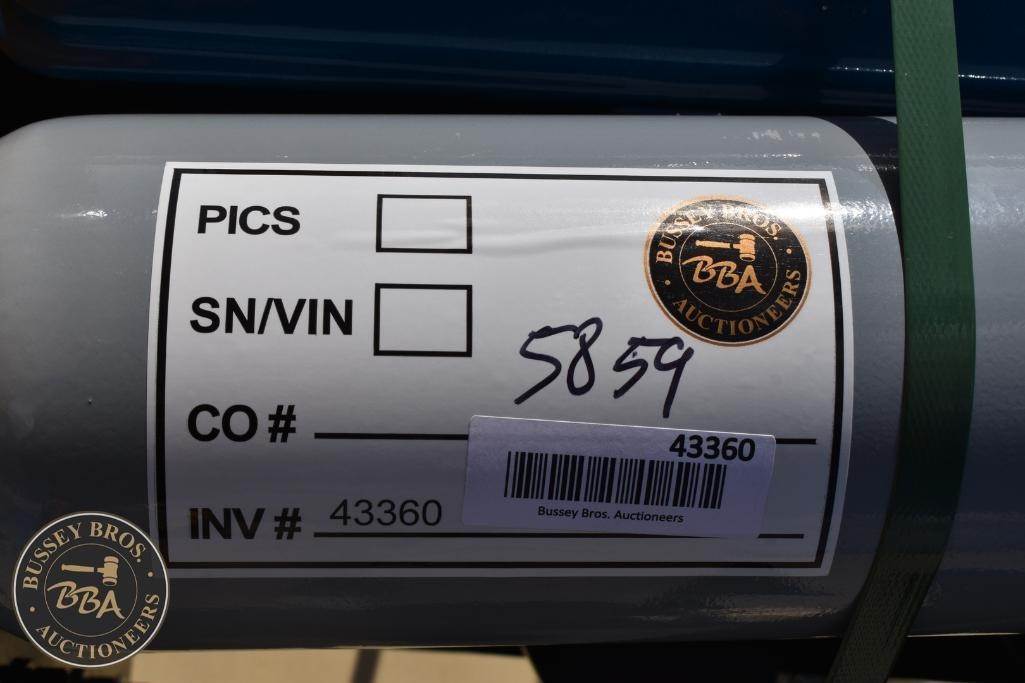 PICS
BUSSEY BROS.
BBA
AUCTIONEERS
SN/VIN
5859
CO #
43360
INV # 43360
Bussey Bros. Auctioneers
BUSSEY BROS.
BBA
AUCTIONEERS